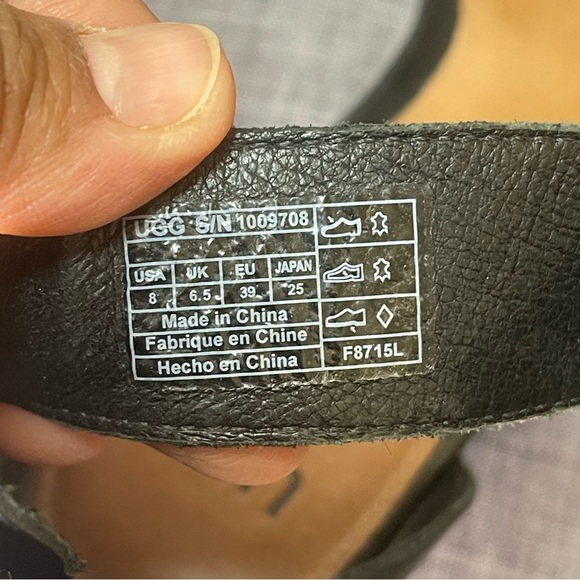 UGG S/N 1009708
USA UK EU JAPAN
8 6.5 39 25
Made in China
Fabrique en Chine
Hecho en China
F8715L